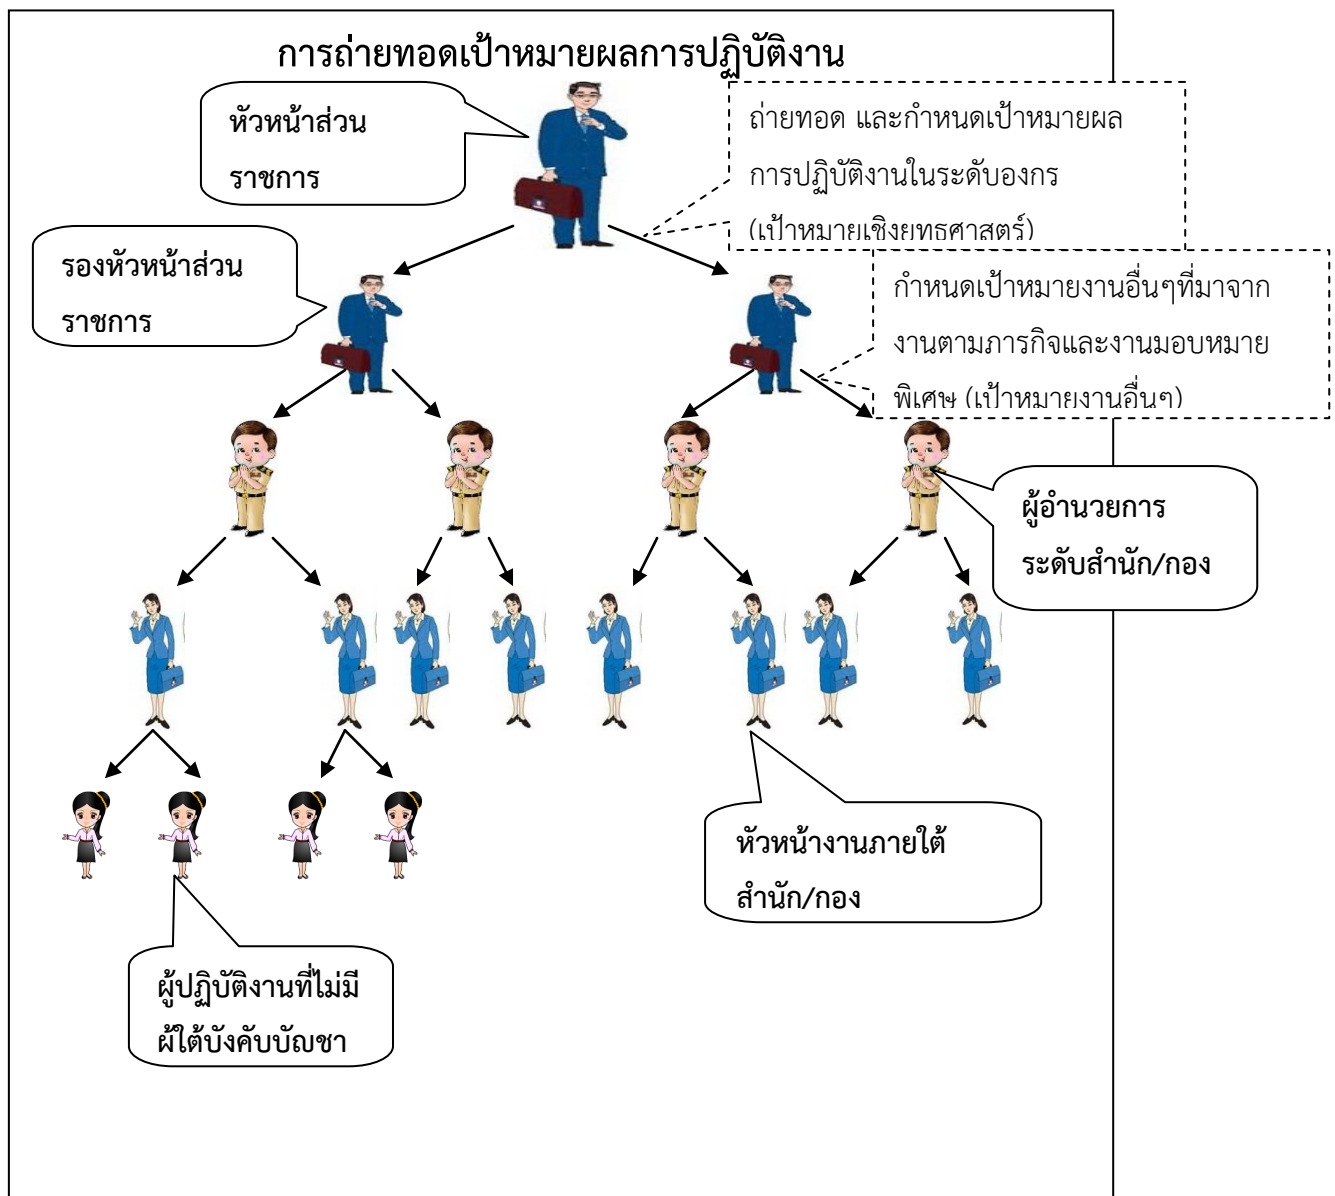 การถ่ายทอดเป้าหมายผลการปฏิบัติงาน
หัวหน้าส่วน
ราชการ
ถ่ายทอด และกำหนดเป้าหมายผล
การปฏิบัติงานในระดับองกร
(เป้าหมายเชิงยุทธศาสตร์)
รองหัวหน้าส่วน
ราชการ
กำหนดเป้าหมายงานอื่นๆที่มาจาก
งานตามภารกิจและงานมอบหมาย
พิเศษ (เป้าหมายงานอื่นๆ)
ผู้อำนวยการ
ระดับสำนัก/กอง
หัวหน้างานภายใต้
สำนัก/กอง
ผู้ปฏิบัติงานที่ไม่มี
ผู้ใต้บังคับบัญชา